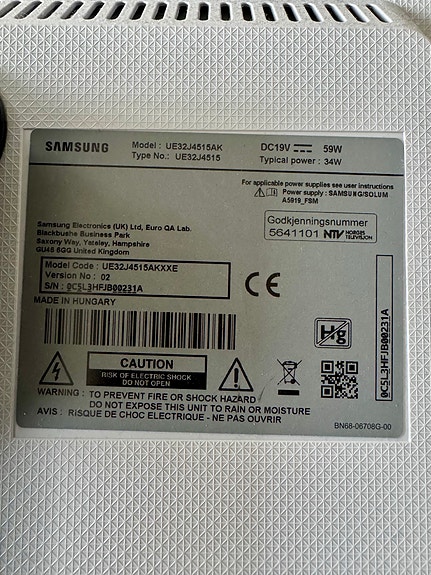 SAMSUNG
Model : UE32J4515AK
Type No.: UE32J4515
DC19V 59W
Typical power : 34W
For applicable power supplies see user instructions
Power supply : SAMSUNG/SOLUM
A5919_FSM
Godkjenningsnummer
5641101 NTV NORGES
TELEVISJON
Samsung Electronics (UK) Ltd, Euro QA Lab.
Blackbushe Business Park
Saxony Way, Yateley, Hampshire
GU46 6GG United Kingdom
Model Code : UE32J4515AKXXE
Version No : 02
S/N : 0C5L3HFJB00231A
CE
MADE IN HUNGARY
Hg
0C5L3HFJB00231A
CAUTION
RISK OF ELECTRIC SHOCK
DO NOT OPEN
WARNING : TO PREVENT FIRE OR SHOCK HAZARD
DO NOT EXPOSE THIS UNIT TO RAIN OR MOISTURE
AVIS : RISQUE DE CHOC ELECTRIQUE - NE PAS OUVRIR
BN68-06708G-00